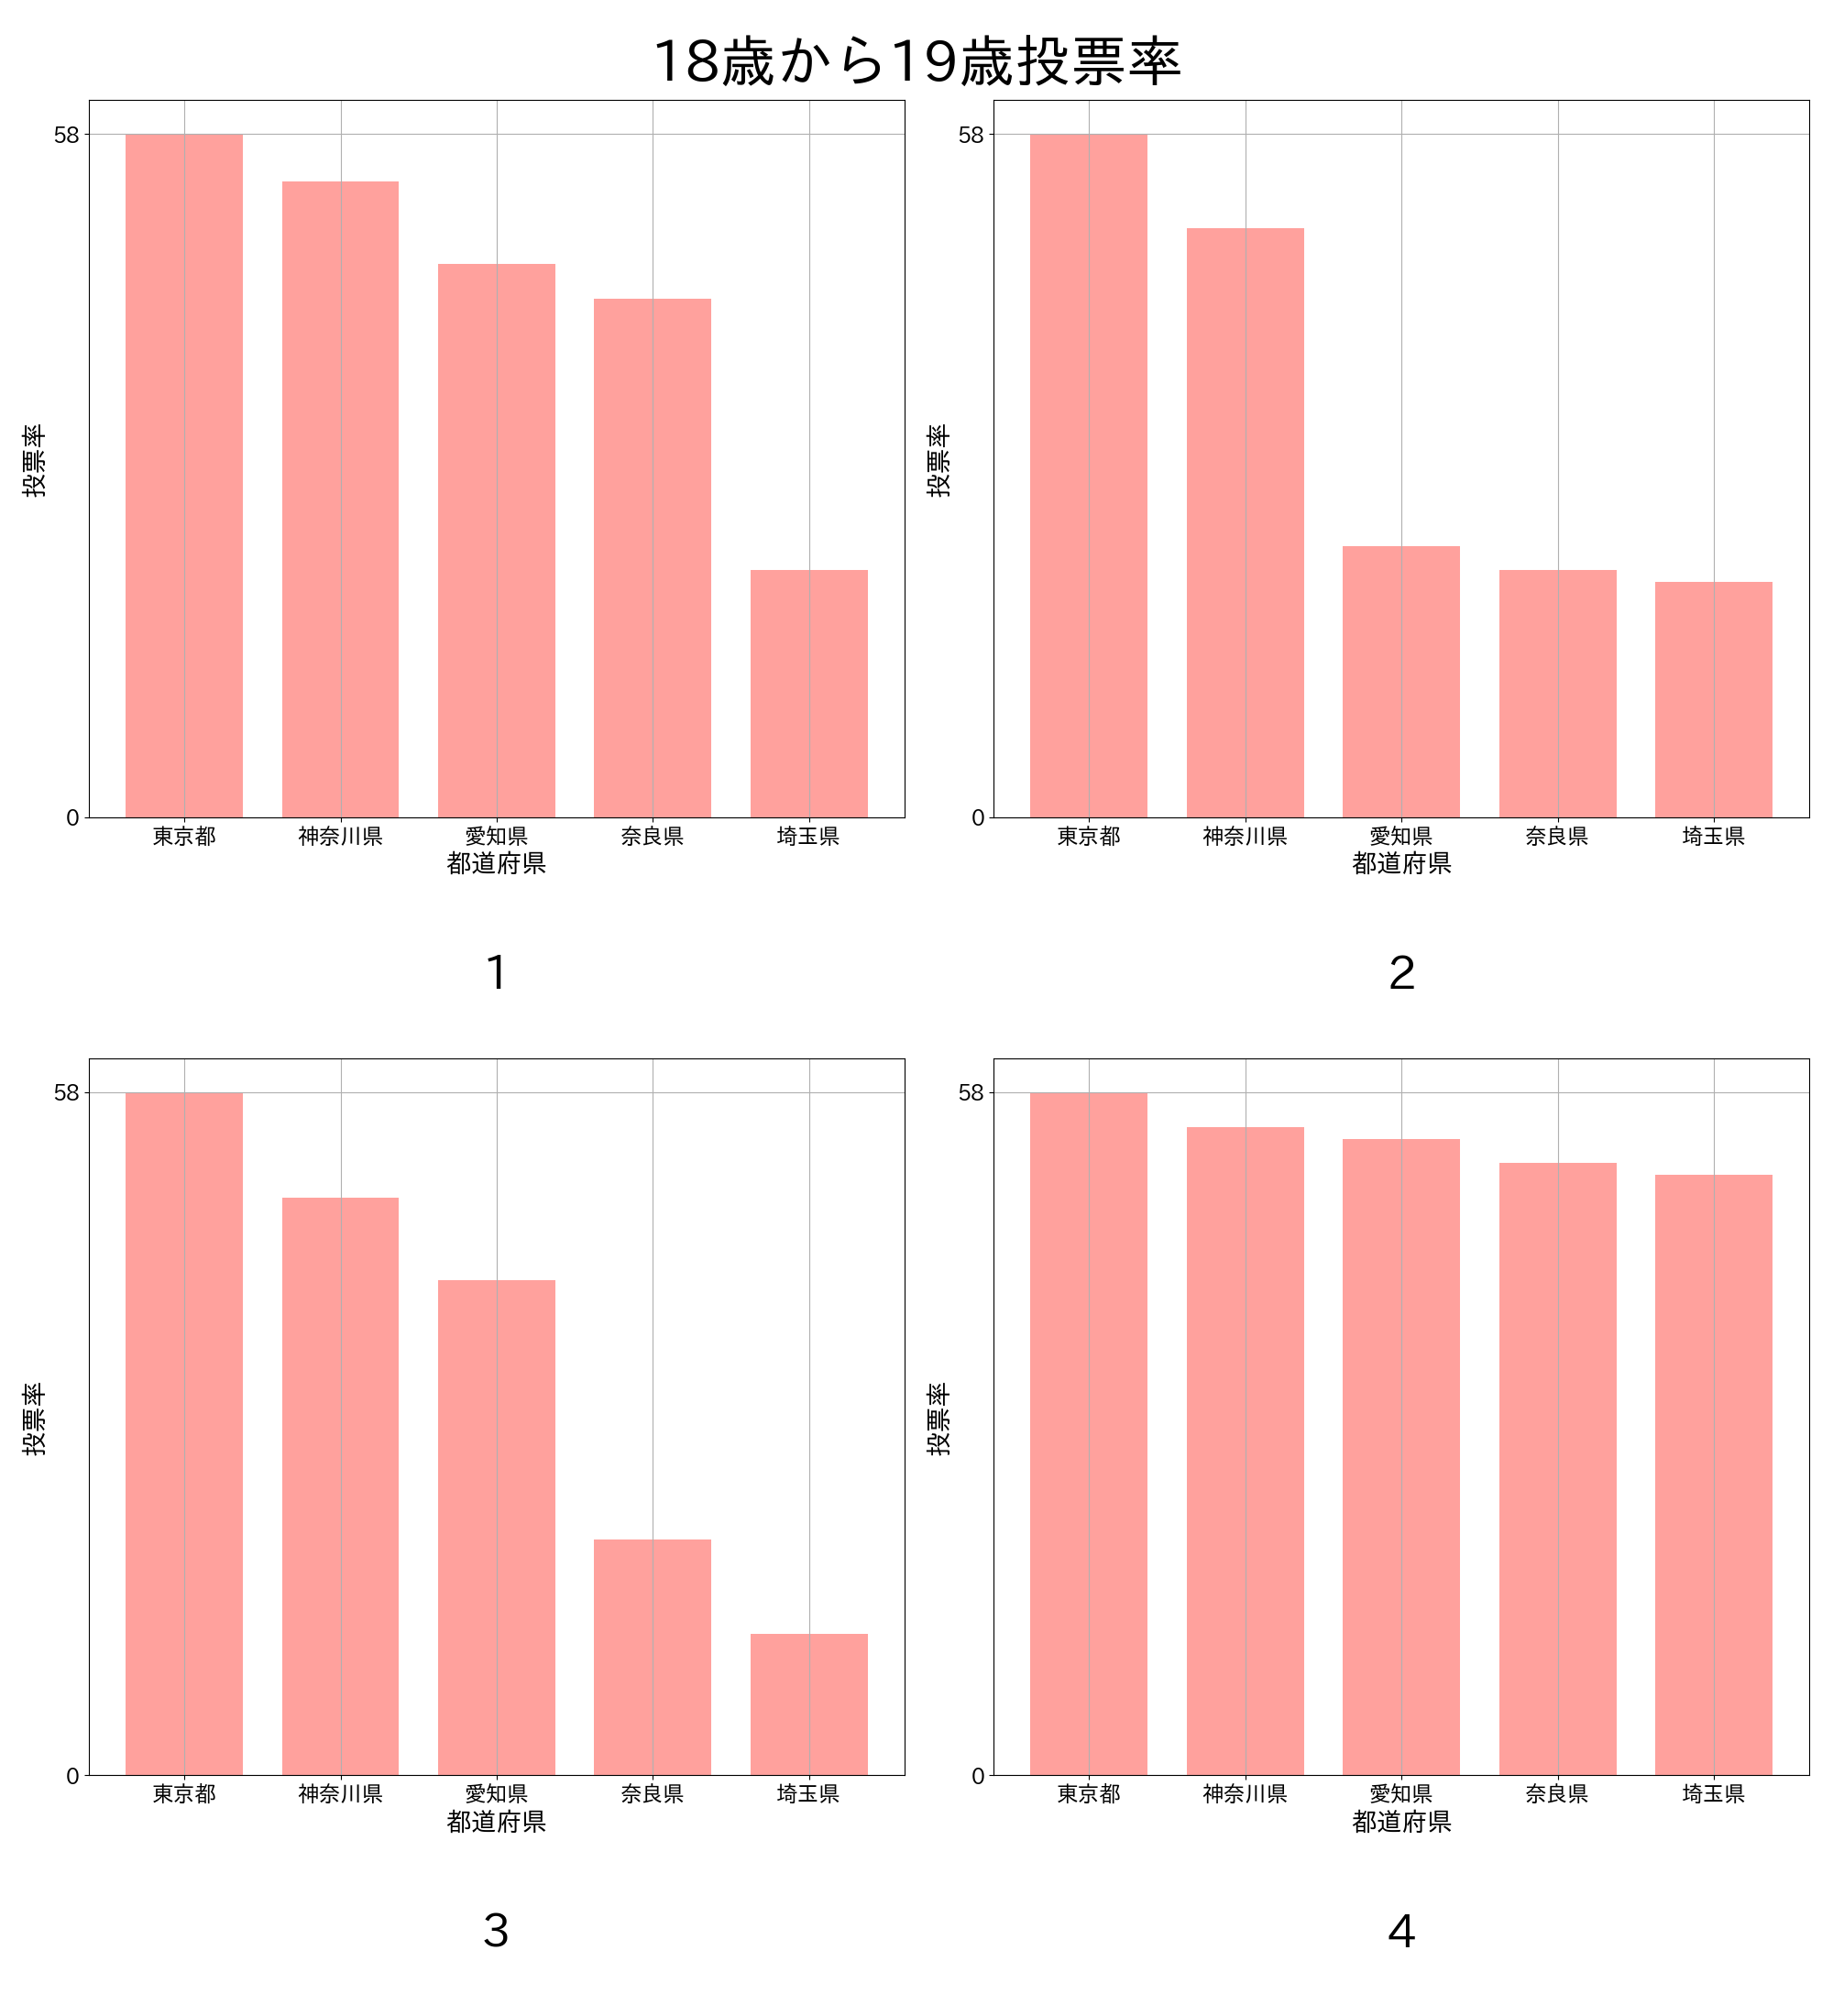 18歳から19歳投票率
58
0
投票率
東京都 神奈川県 愛知県 奈良県 埼玉県
都道府県
1
58
0
投票率
東京都 神奈川県 愛知県 奈良県 埼玉県
都道府県
2
58
0
投票率
東京都 神奈川県 愛知県 奈良県 埼玉県
都道府県
3
58
0
投票率
東京都 神奈川県 愛知県 奈良県 埼玉県
都道府県
4